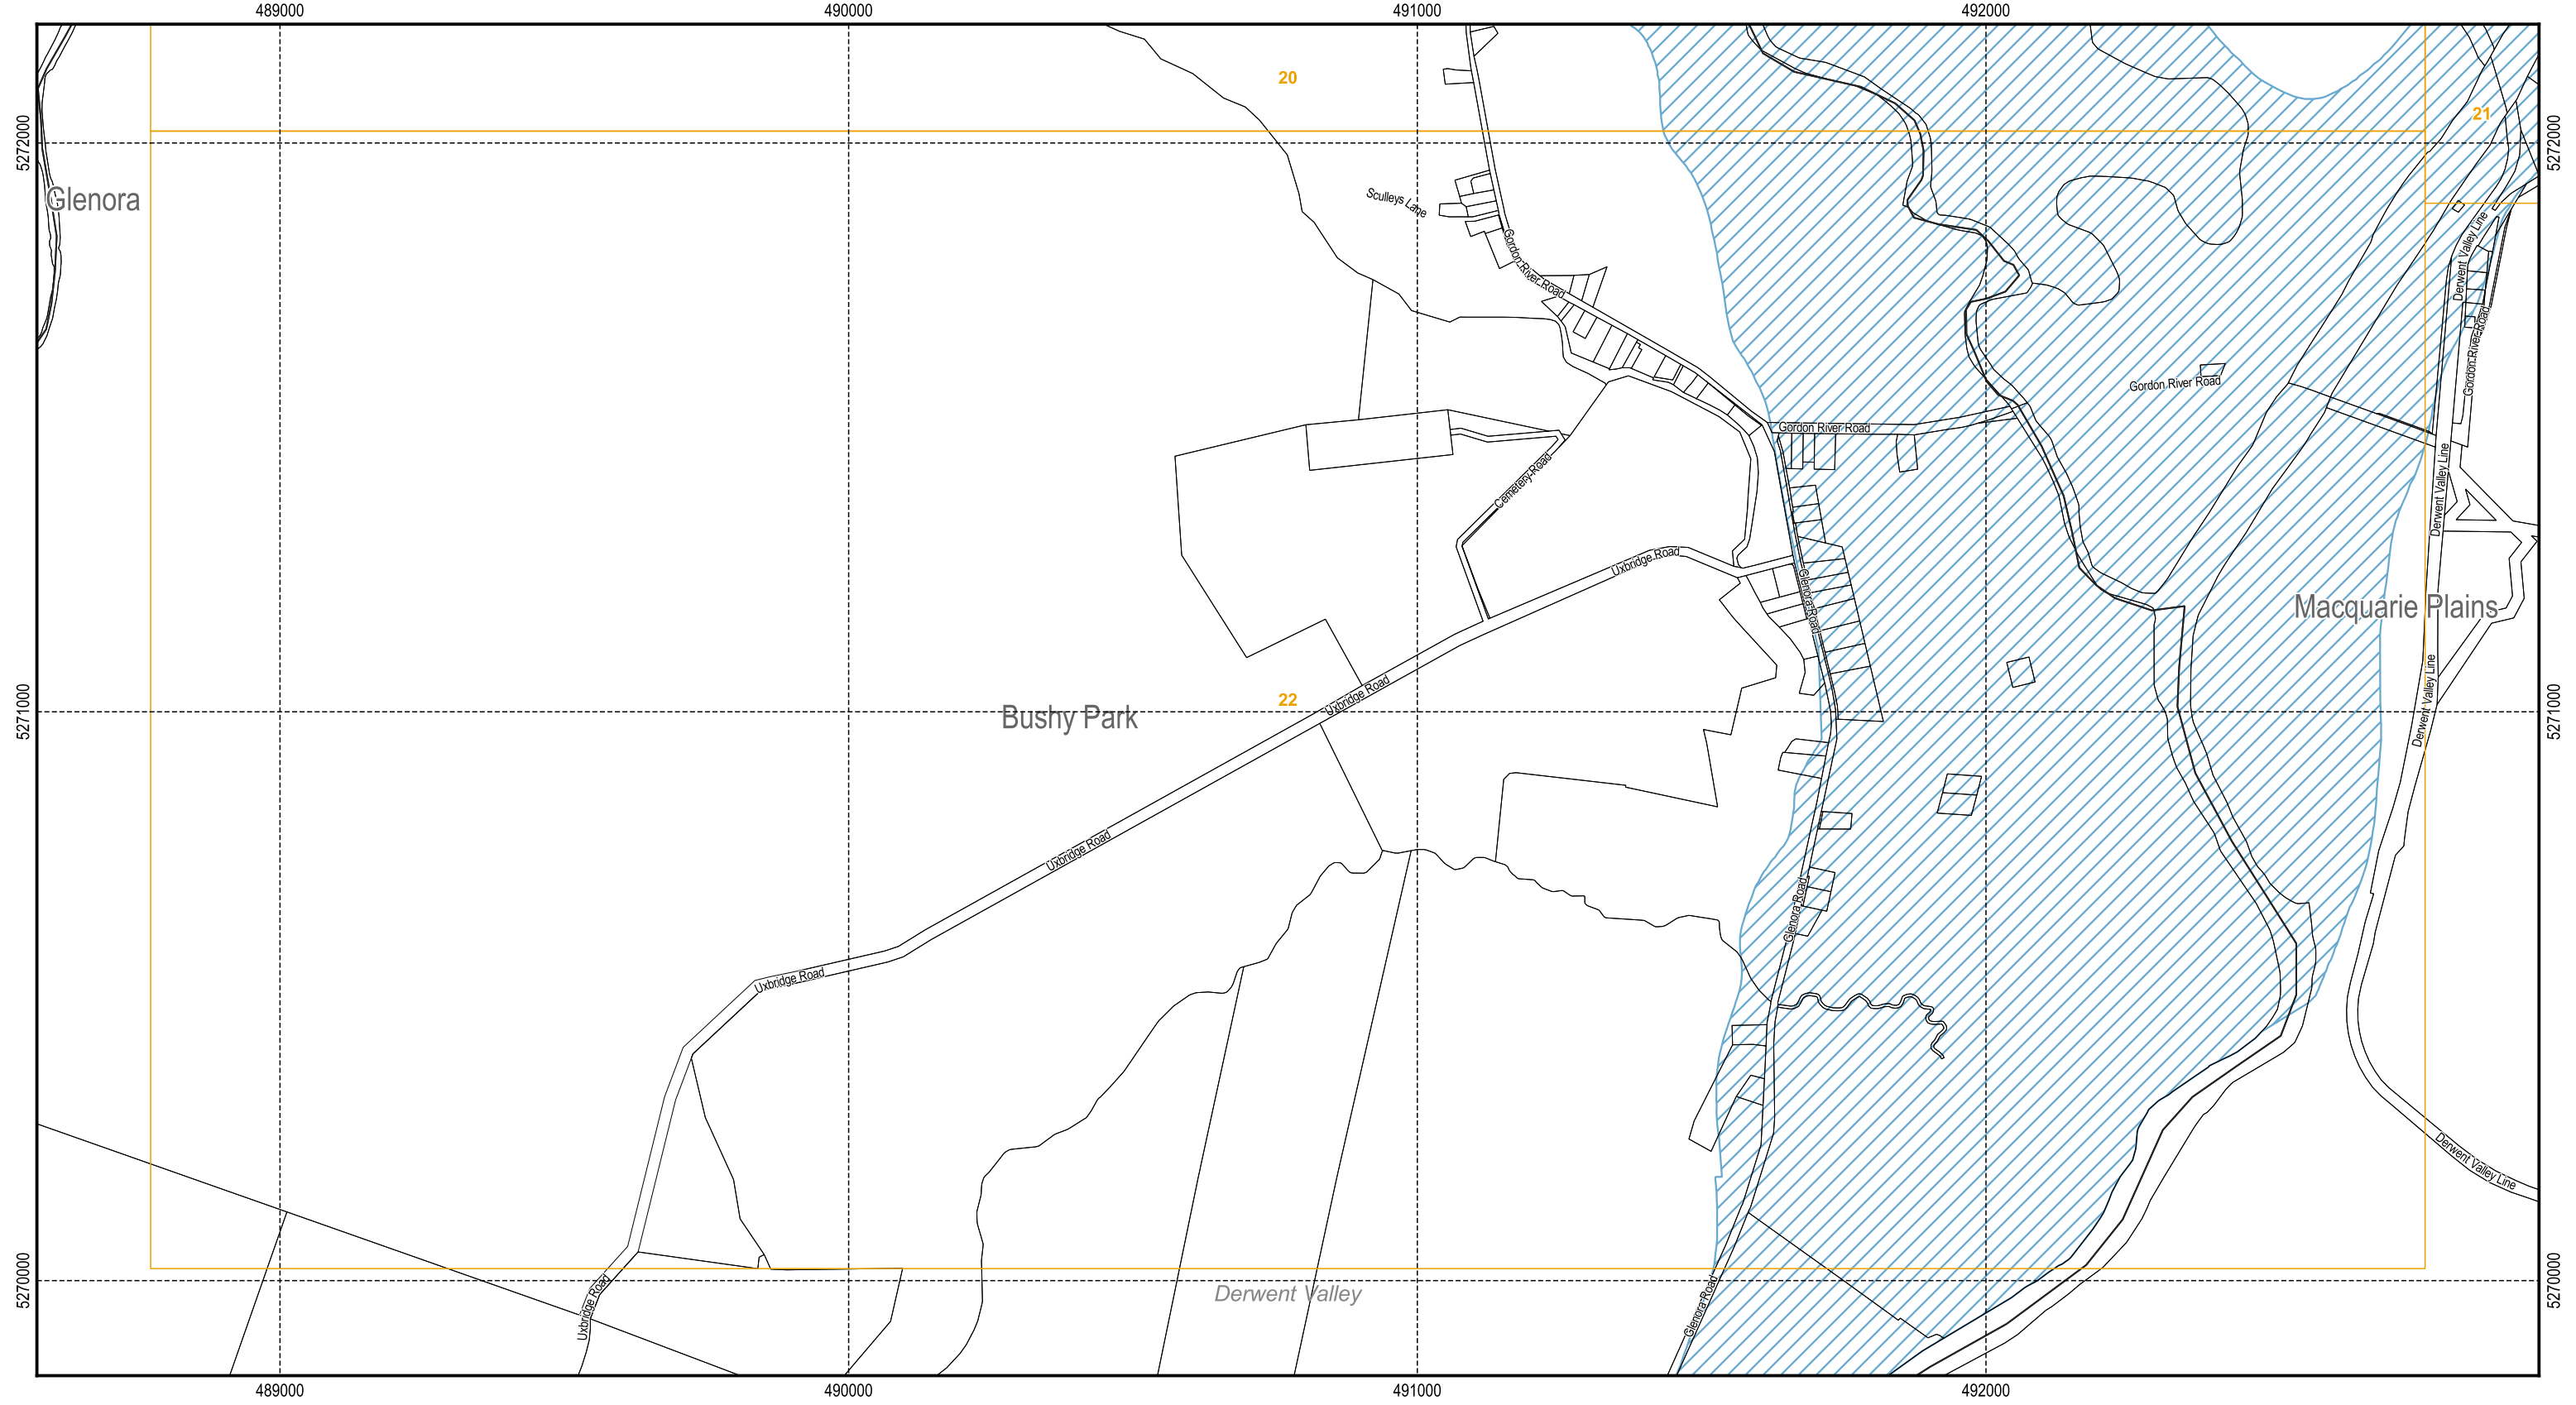 489000
490000
491000
492000
20
21
5272000
5272000
Glenora
Sculleys Lane
Gordon River Road
Derwent Valley Line
Gordon River Road
Gordon River Road
Gordon River Road
Cemetery Road
Derwent Valley Line
Uxbridge Road
Glenora Road
Macquarie Plains
5271000
5271000
22
Bushy Park
Uxbridge Road
Derwent Valley Line
Uxbridge Road
Glenora Road
Uxbridge Road
Derwent Valley Line
5270000
5270000
Uxbridge Road
Derwent Valley
Glenora Road
489000
490000
491000
492000